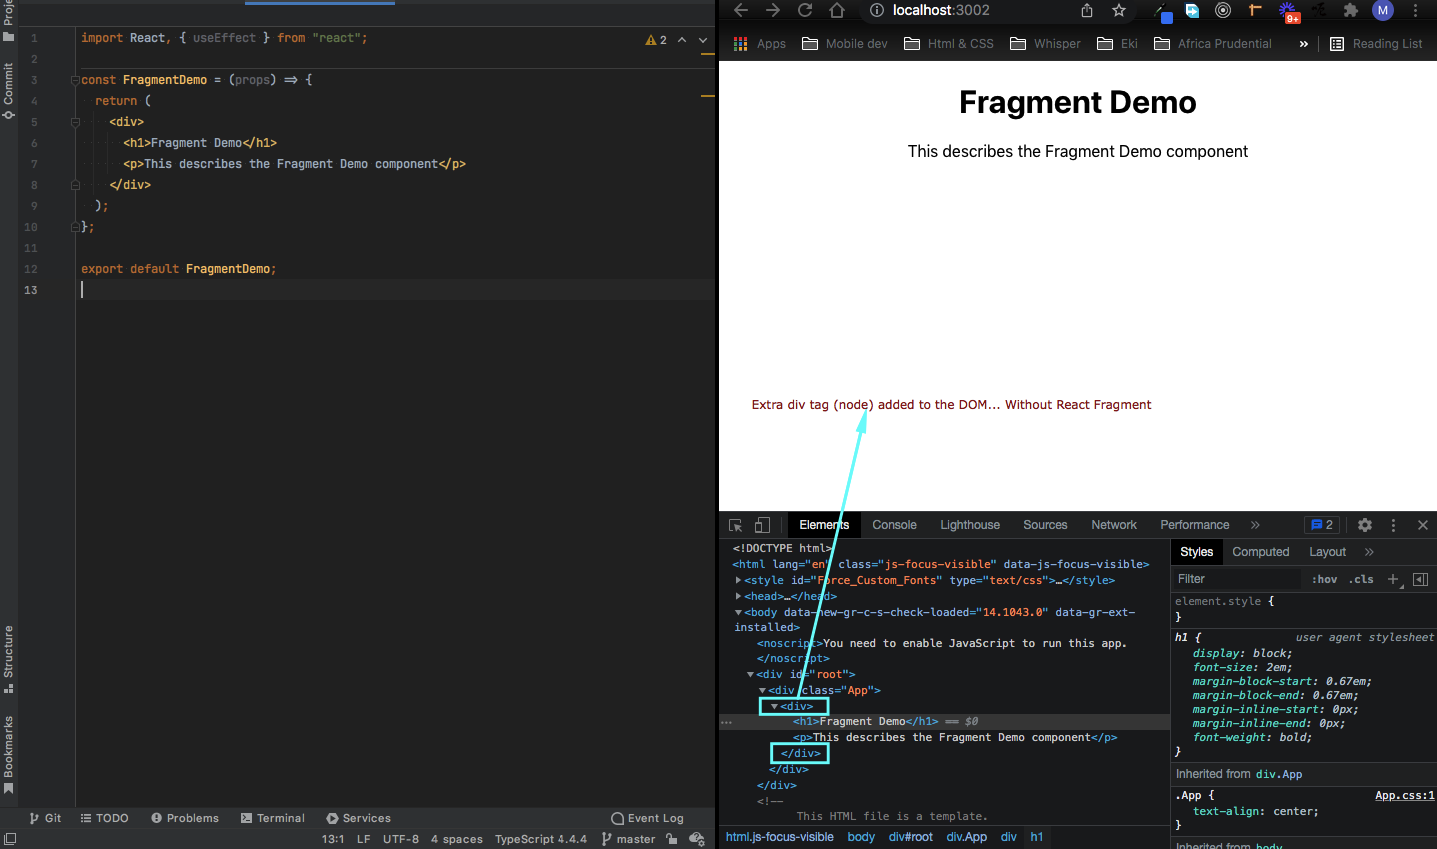 Proje
Commit
Structure
Bookmarks
1 import React, { useEffect } from "react";
2
3 const FragmentDemo = (props) => {
4 return (
5 <div>
6 <h1>Fragment Demo</h1>
7 <p>This describes the Fragment Demo component</p>
8 </div>
9 );
10 };
11
12 export default FragmentDemo;
13
2
Git TODO Problems Terminal Services Event Log
13:1 LF UTF-8 4 spaces TypeScript 4.4.4 master
localhost:3002 9+ M
Apps Mobile dev Html & CSS Whisper Eki Africa Prudential » Reading List
Fragment Demo
This describes the Fragment Demo component
Extra div tag (node) added to the DOM... Without React Fragment
Elements Console Lighthouse Sources Network Performance » 2
<!DOCTYPE html>
<html lang="en" class="js-focus-visible" data-js-focus-visible>
<style id="Force_Custom_Fonts" type="text/css">…</style>
<head>…</head>
<body data-new-gr-c-s-check-loaded="14.1043.0" data-gr-ext-
installed>
<noscript>You need to enable JavaScript to run this app.
</noscript>
<div id="root">
<div class="App">
<div>
… <h1>Fragment Demo</h1> == $0
<p>This describes the Fragment Demo component</p>
</div>
</div>
</div>
<!--
This HTML file is a template.
html.js-focus-visible body div#root div.App div h1
Styles Computed Layout »
Filter :hov .cls +
element.style {
}
h1 { user agent stylesheet
display: block;
font-size: 2em;
margin-block-start: 0.67em;
margin-block-end: 0.67em;
margin-inline-start: 0px;
margin-inline-end: 0px;
font-weight: bold;
}
Inherited from div.App
.App { App.css:1
text-align: center;
}
Inherited from body